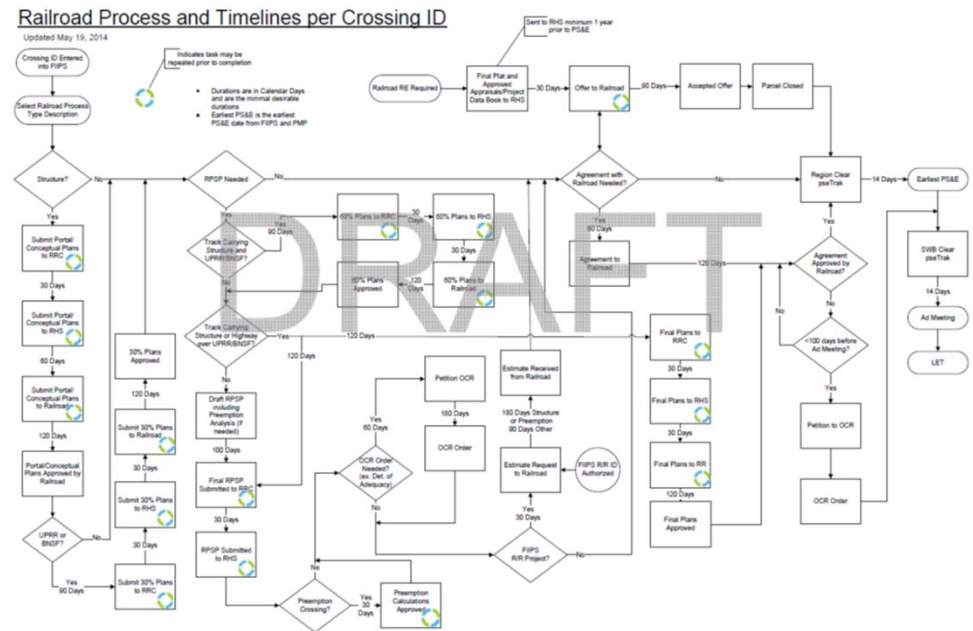 Railroad Process and Timelines per Crossing ID
Updated May 19, 2014
Crossing ID Entered
into FIIPS
Select Railroad Process
Type Description
Indicates task may be
repeated prior to completion
• Durations are in Calendar Days
and are the minimal desirable
durations
• Earliest PS&E is the earliest
PS&E date from FIIPS and PMP
Sent to RHS minimum 1 year
prior to PS&E
Railroad RE Required
Final Plat and
Approved
Appraisals/Project
Data Book to RHS
30 Days
Offer to Railroad
90 Days
Accepted Offer
Parcel Closed
Structure?
No
Yes
Submit Portal/
Conceptual Plans
to RRC
30 Days
Submit Portal/
Conceptual Plans
to RHS
60 Days
Submit Portal/
Conceptual Plans
to Railroad
120 Days
Portal/Conceptual
Plans Approved by
Railroad
UPRR or
BNSF?
No
Yes
90 Days
Submit 30% Plans
to RRC
30 Days
Submit 30% Plans
to RHS
30 Days
Submit 30% Plans
to Railroad
120 Days
30% Plans
Approved
RPSP Needed
No
Yes
Track Carrying
Structure and
UPRR/BNSF?
Yes
90 Days
60% Plans to RRC
30
Days
60% Plans to RHS
30 Days
60% Plans to
Railroad
120
Days
60% Plans
Approved
No
Track Carrying
Structure or Highway
over UPRR/BNSF?
Yes
120 Days
120 Days
No
Draft RPSP
including
Preemption
Analysis (if
needed)
100 Days
Final RPSP
Submitted to RRC
30 Days
RPSP Submitted
to RHS
Preemption
Crossing?
No
Yes
30
Days
Preemption
Calculations
Approved
OCR Order
Needed?
(ex. Det. of
Adequacy)
Yes
60 Days
Petition OCR
180 Days
OCR Order
No
FIIPS
R/R Project?
No
Yes
30 Days
Estimate Request
to Railroad
FIIPS R/R ID
Authorized
180 Days Structure
or Preemption
90 Days Other
Estimate Received
from Railroad
Agreement with
Railroad Needed?
No
Yes
60 Days
Agreement to
Railroad
120 Days
Final Plans to
RRC
30 Days
Final Plans to RHS
30 Days
Final Plans to RR
120 Days
Final Plans
Approved
Region Clear
pseTrak
14 Days
Earliest PS&E
Yes
Agreement
Approved by
Railroad?
No
No
<100 days before
Ad Meeting?
Yes
Petition to OCR
OCR Order
SWB Clear
pseTrak
14 Days
Ad Meeting
LET
DRAFT